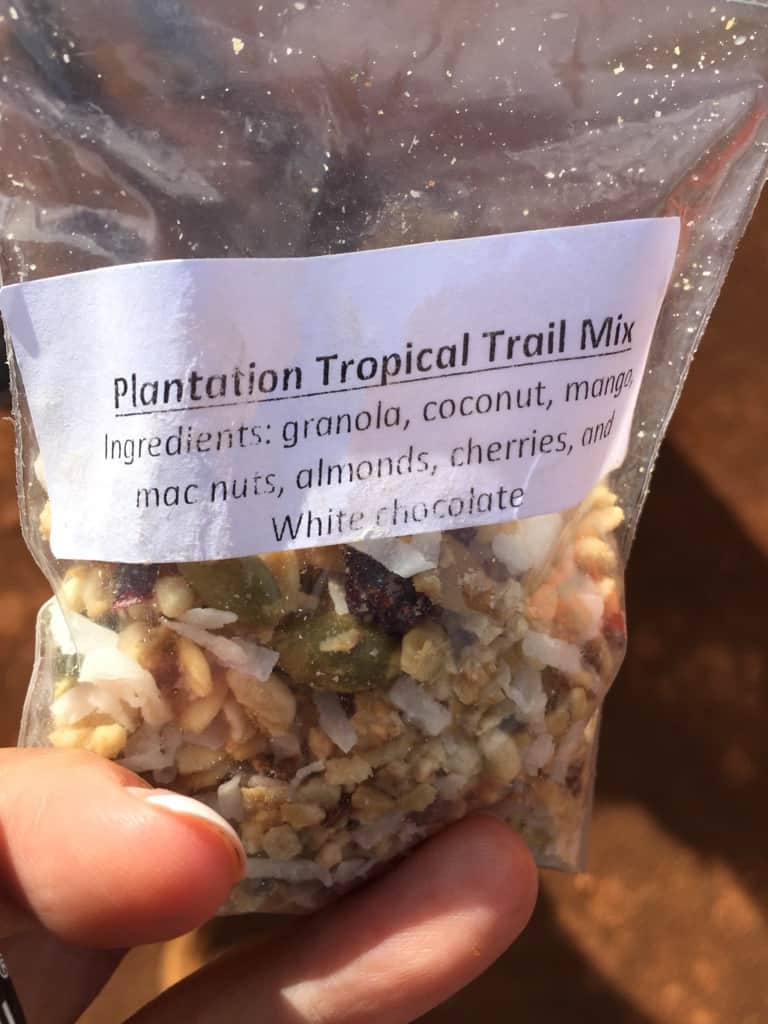 Plantation Tropical Trail Mix
Ingredients: granola, coconut, mango,
mac nuts, almonds, cherries, and
White chocolate